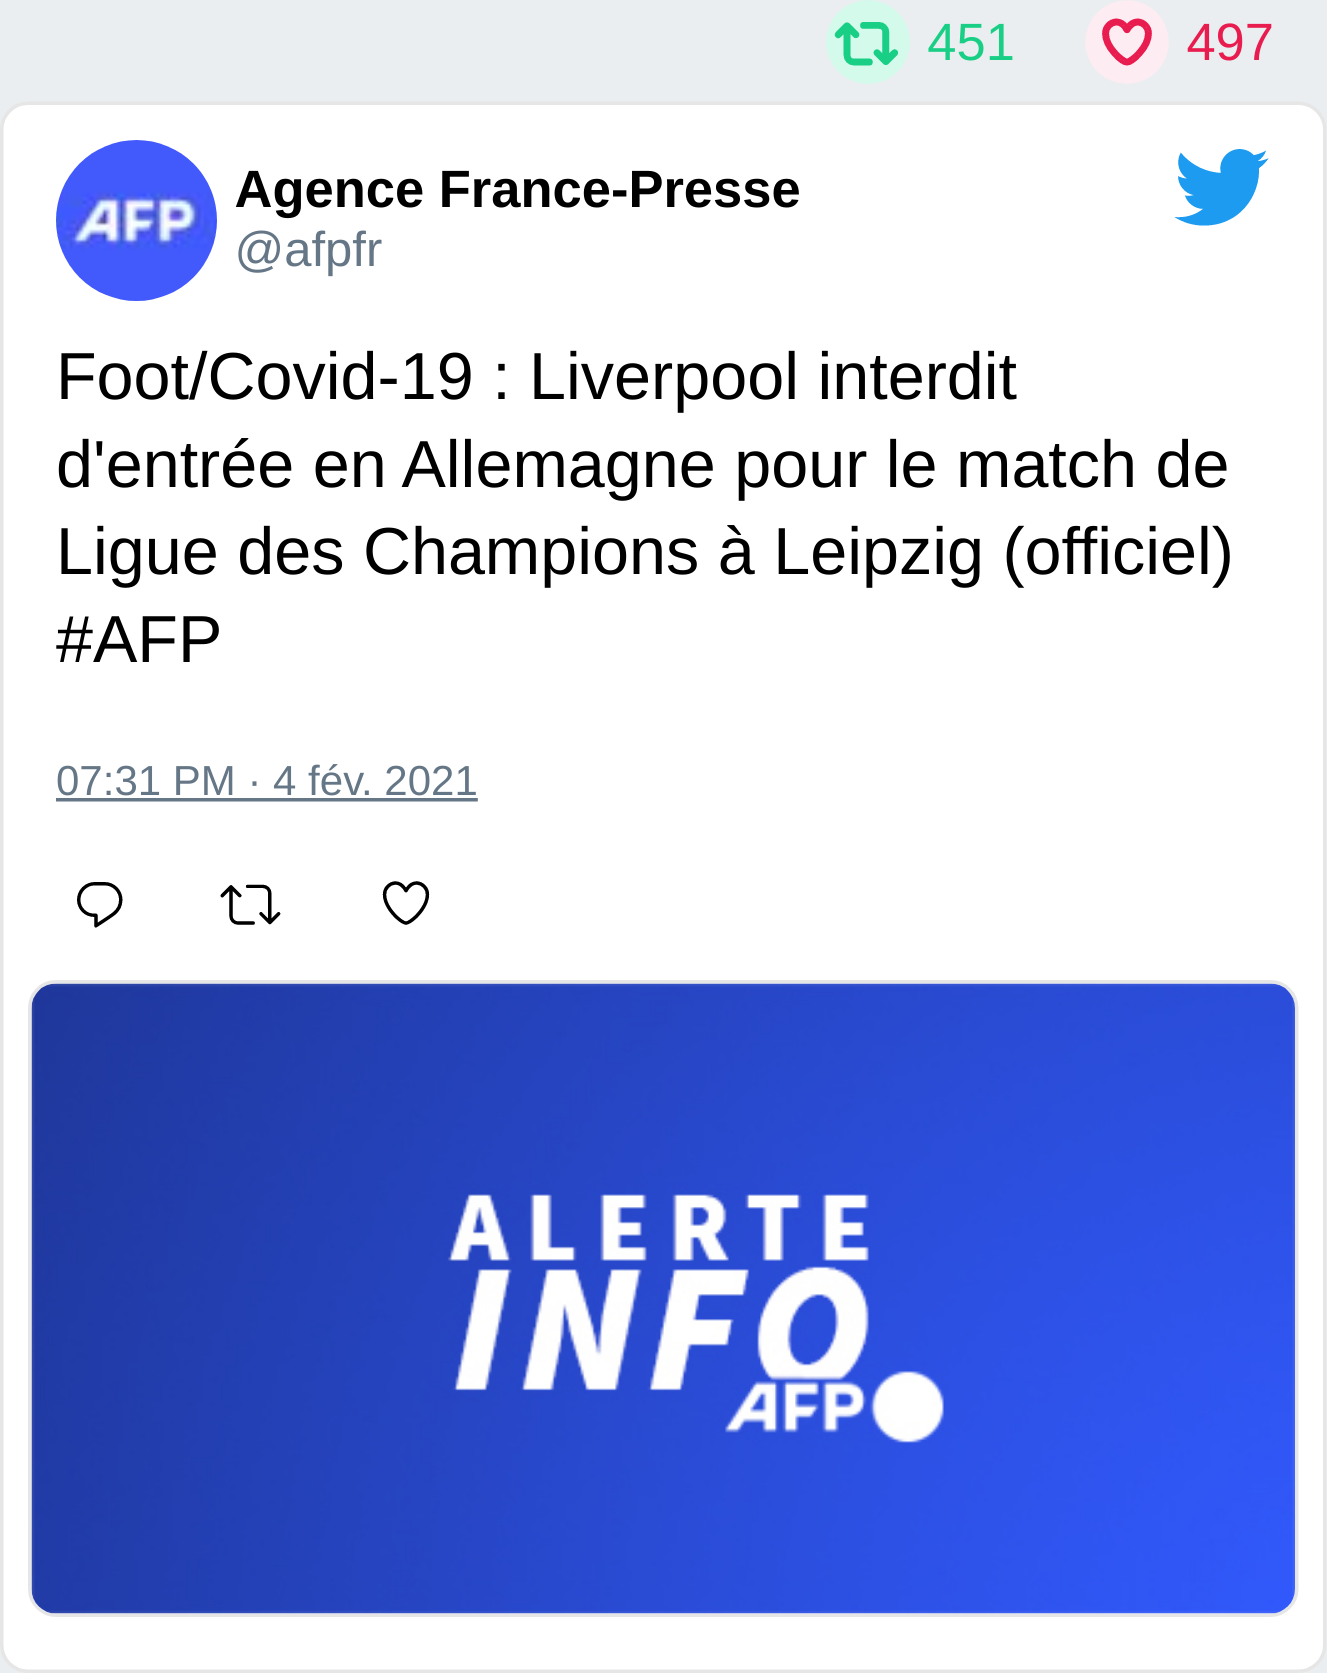 451 497
AFP
Agence France-Presse
@afpfr
Foot/Covid-19 : Liverpool interdit
d'entrée en Allemagne pour le match de
Ligue des Champions à Leipzig (officiel)
#AFP
07:31 PM · 4 fév. 2021
ALERTE
INFO
AFP